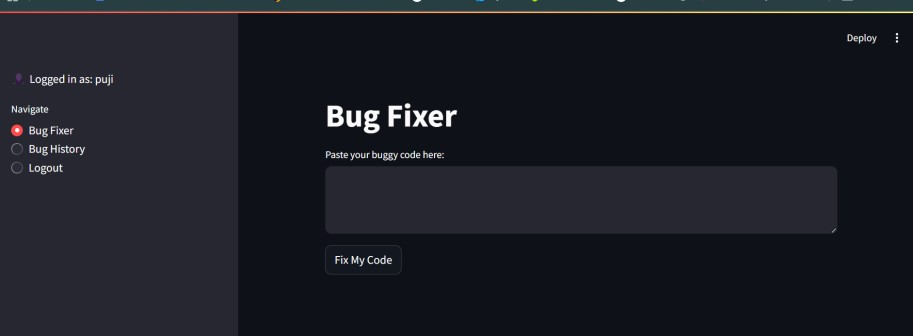 Deploy
Logged in as: puji
Navigate
Bug Fixer
Bug History
Logout
Bug Fixer
Paste your buggy code here:
Fix My Code